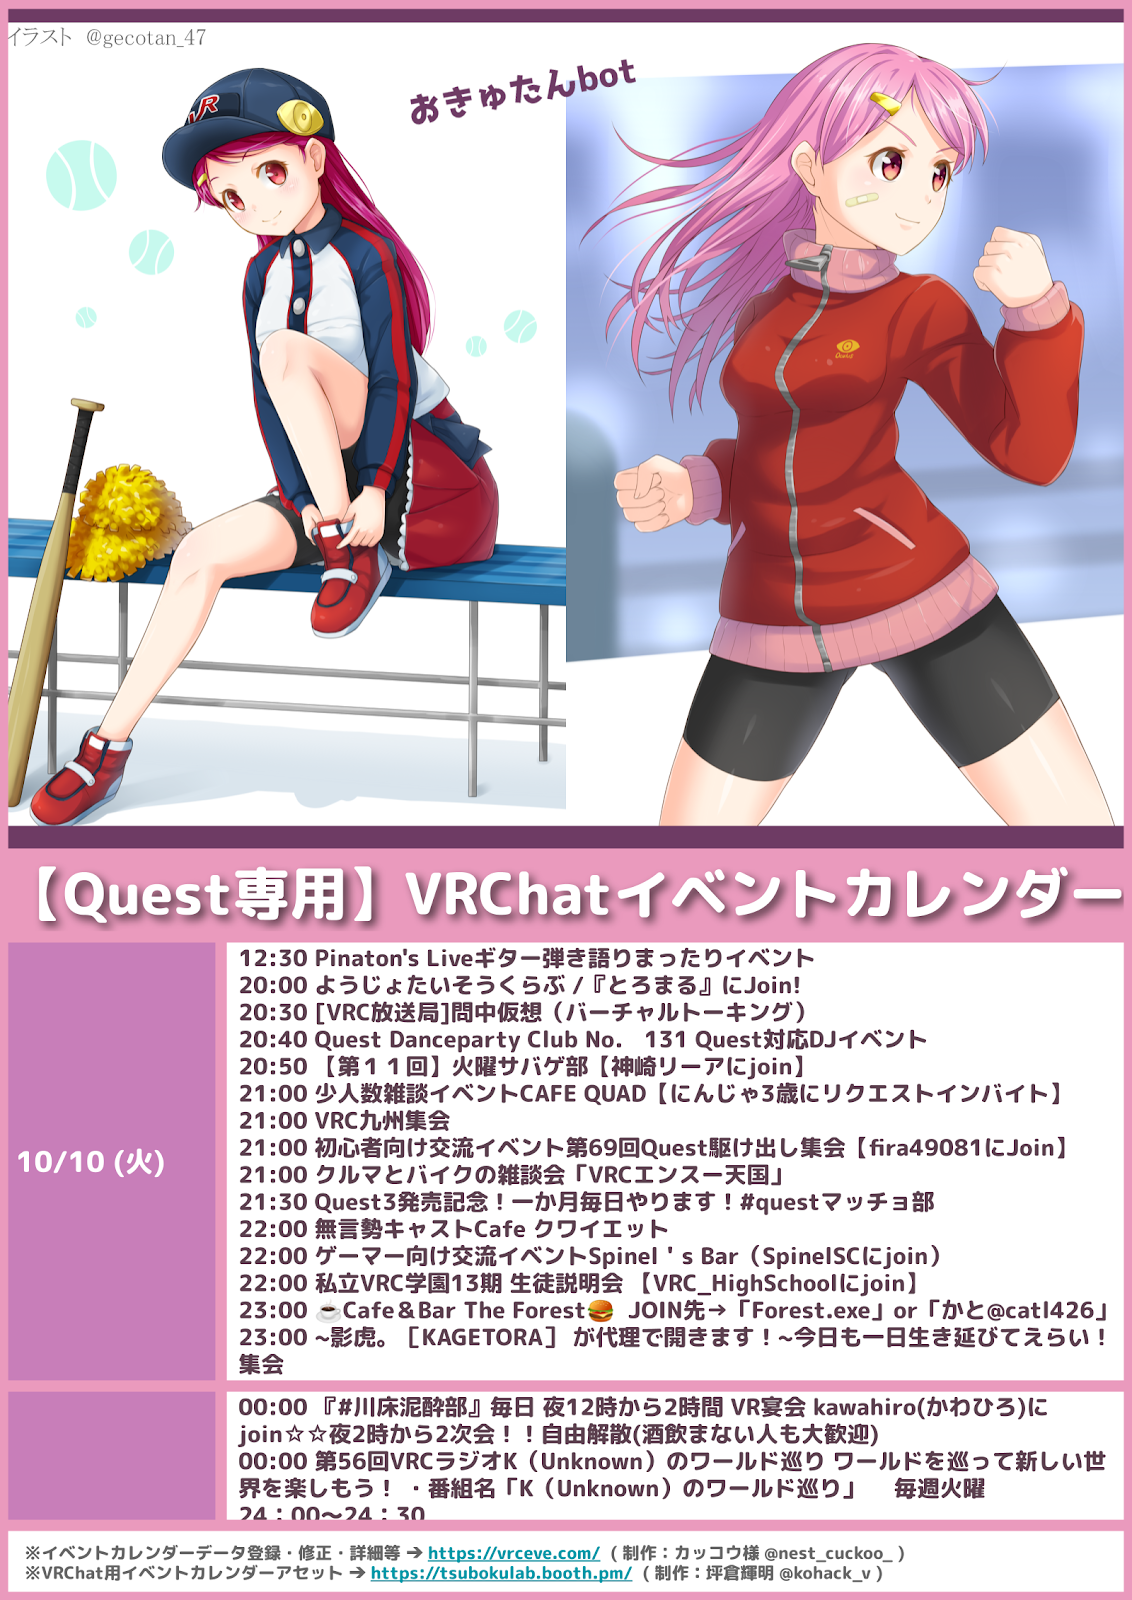 イラスト @gecotan_47
おきゅたんbot
VR
Quest
【Quest専用】VRChatイベントカレンダー
10/10 (火)
12:30 Pinaton's Liveギター弾き語りまったりイベント
20:00 ようじょたいそうくらぶ /『とろまる』にJoin!
20:30 [VRC放送局]問中仮想（バーチャルトーキング）
20:40 Quest Danceparty Club No.　131 Quest対応DJイベント
20:50 【第１１回】火曜サバゲ部【神崎リーアにjoin】
21:00 少人数雑談イベントCAFE QUAD【にんじゃ3歳にリクエストインバイト】
21:00 VRC九州集会
21:00 初心者向け交流イベント第69回Quest駆け出し集会【fira49081にJoin】
21:00 クルマとバイクの雑談会「VRCエンスー天国」
21:30 Quest3発売記念！一か月毎日やります！#questマッチョ部
22:00 無言勢キャストCafe クワイエット
22:00 ゲーマー向け交流イベントSpinel＇s Bar（SpinelSCにjoin）
22:00 私立VRC学園13期 生徒説明会 【VRC_HighSchoolにjoin】
23:00 ☕Cafe＆Bar The Forest🍔 JOIN先→「Forest.exe」or「かと@catl426」
23:00 ~影虎。［KAGETORA］ が代理で開きます！~今日も一日生き延びてえらい！
集会
00:00 『#川床泥酔部』毎日 夜12時から2時間 VR宴会 kawahiro(かわひろ)に
join☆☆夜2時から2次会！！自由解散(酒飲まない人も大歓迎)
00:00 第56回VRCラジオK（Unknown）のワールド巡り ワールドを巡って新しい世
界を楽しもう！ ・番組名「K（Unknown）のワールド巡り」　毎週火曜
24：00～24：30
※イベントカレンダーデータ登録・修正・詳細等 ➔ https://vrceve.com/ （制作：カッコウ様 @nest_cuckoo_ ）
※VRChat用イベントカレンダーアセット ➔ https://tsubokulab.booth.pm/ （制作：坪倉輝明 @kohack_v ）